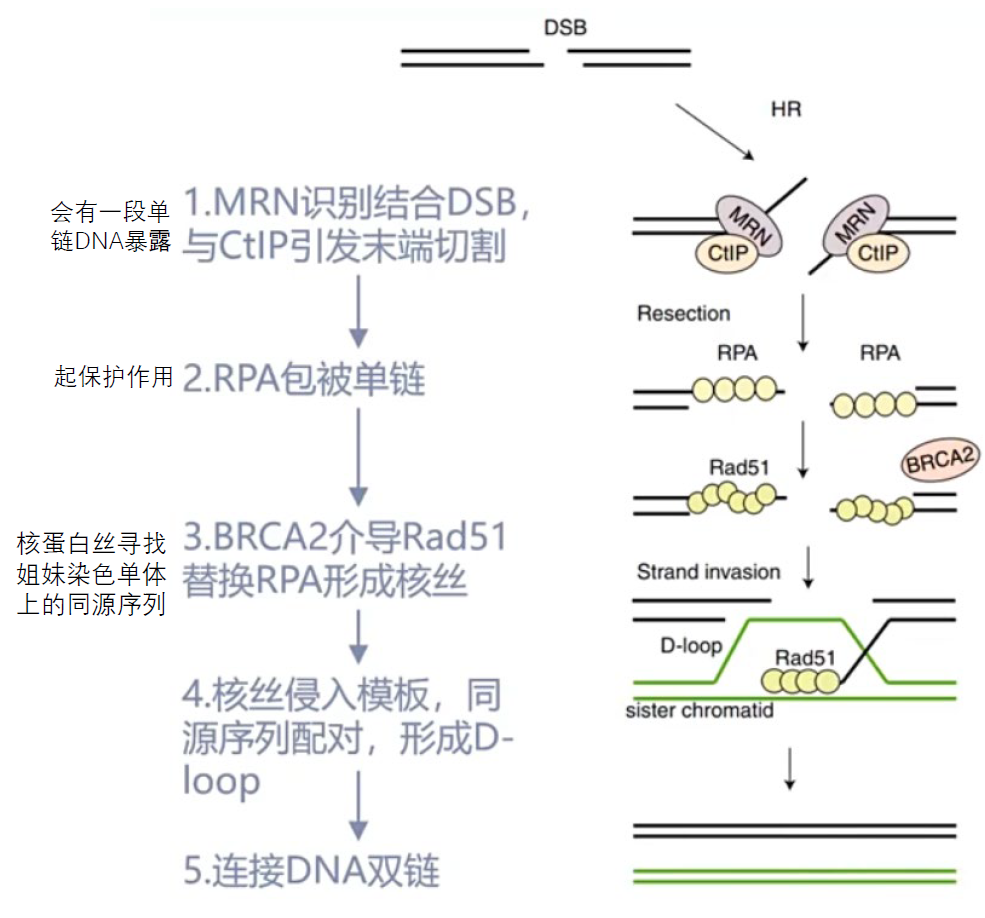 DSB
HR
会有一段单
链DNA暴露
1.MRN识别结合DSB，
与CtIP引发末端切割
MRN
CtIP
MRN
CtIP
Resection
RPA
RPA
起保护作用
2.RPA包被单链
Rad51
BRCA2
核蛋白丝寻找
姐妹染色单体
上的同源序列
3.BRCA2介导Rad51
替换RPA形成核丝
Strand invasion
D-loop
Rad51
sister chromatid
4.核丝侵入模板，同
源序列配对，形成D-
loop
5.连接DNA双链